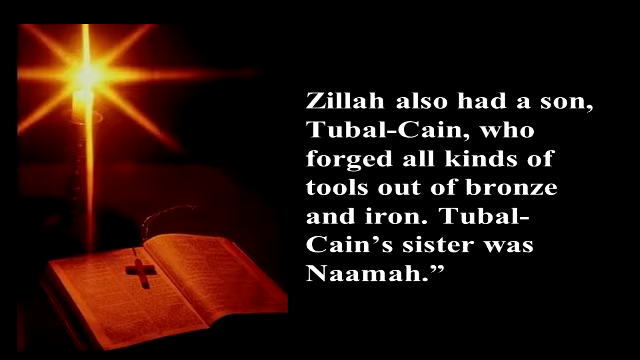 Zillah also had a son,
Tubal-Cain, who
forged all kinds of
tools out of bronze
and iron. Tubal-
Cain’s sister was
Naamah.”